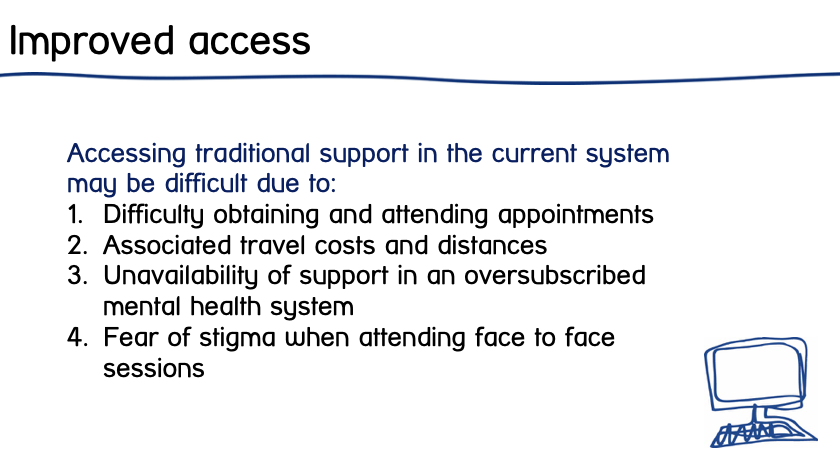 Improved access
Accessing traditional support in the current system
may be difficult due to:
1. Difficulty obtaining and attending appointments
2. Associated travel costs and distances
3. Unavailability of support in an oversubscribed
mental health system
4. Fear of stigma when attending face to face
sessions